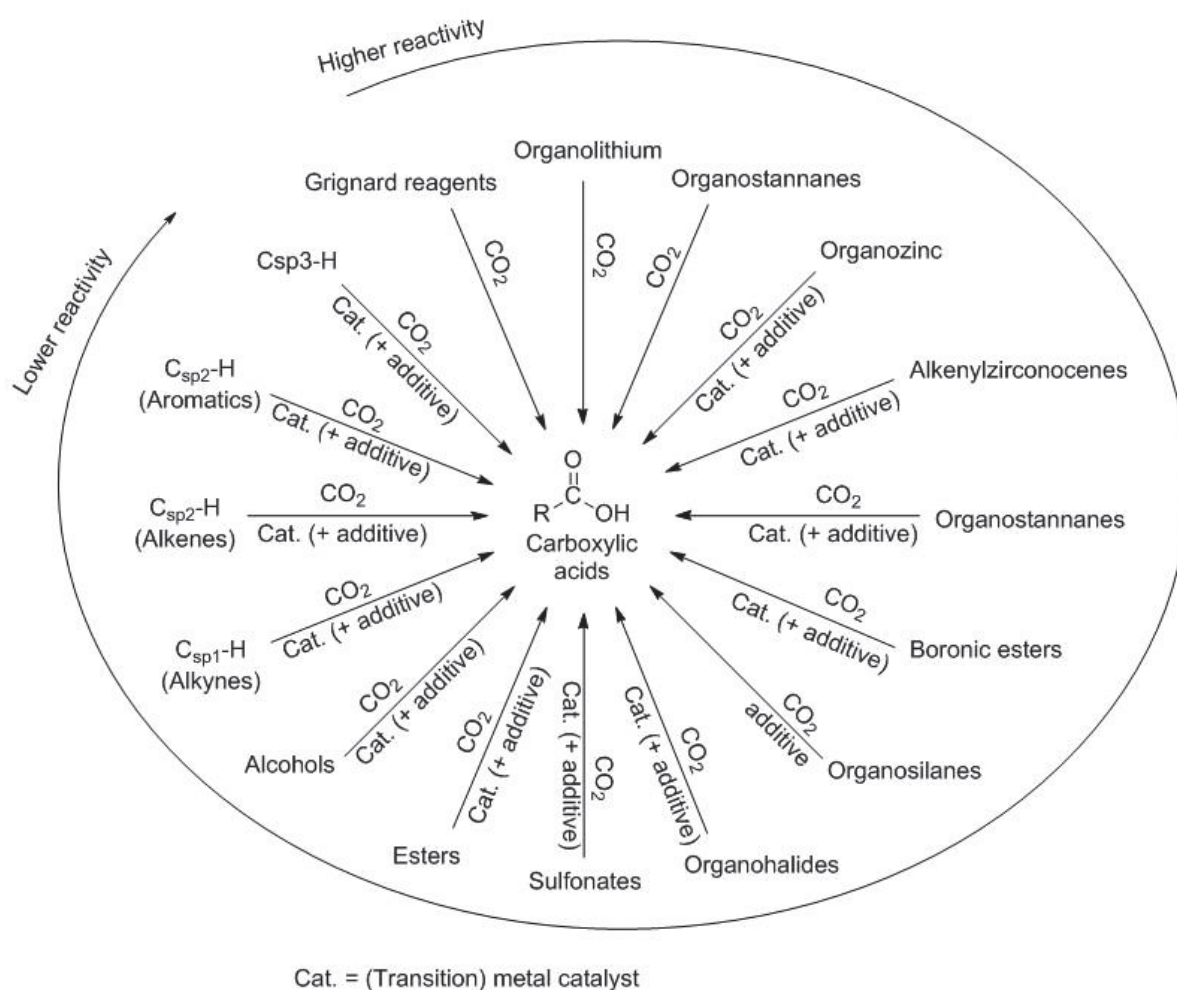 Higher reactivity
Organolithium
Grignard reagents
Organostannanes
CO2
CO2
CO2
Csp3-H
CO2
Cat. (+ additive)
Organozinc
CO2
Cat. (+ additive)
Lower reactivity
Csp2-H
(Aromatics)
CO2
Cat. (+ additive)
Alkenylzirconocenes
CO2
Cat. (+ additive)
Csp2-H
(Alkenes)
CO2
Cat. (+ additive)
O
C
R
OH
Carboxylic
acids
CO2
Cat. (+ additive)
Organostannanes
Csp1-H
(Alkynes)
CO2
Cat. (+ additive)
CO2
Cat. (+ additive)
Boronic esters
Alcohols
CO2
Cat. (+ additive)
Esters
CO2
Cat. (+ additive)
Sulfonates
Cat. (+ additive)
CO2
Organohalides
Cat. (+ additive)
CO2
Organosilanes
CO2
additive
Cat. = (Transition) metal catalyst